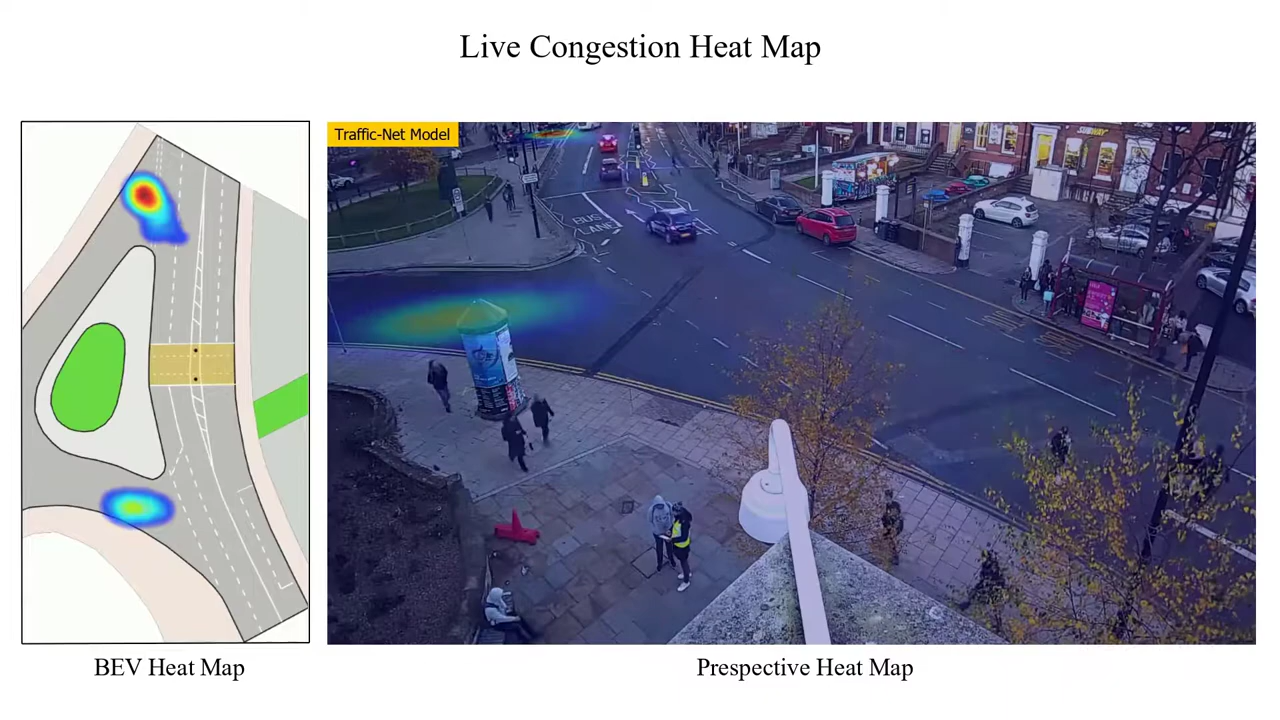 Live Congestion Heat Map
Traffic-Net Model
SUBWAY
BUS
LANE
BEV Heat Map
Prespective Heat Map